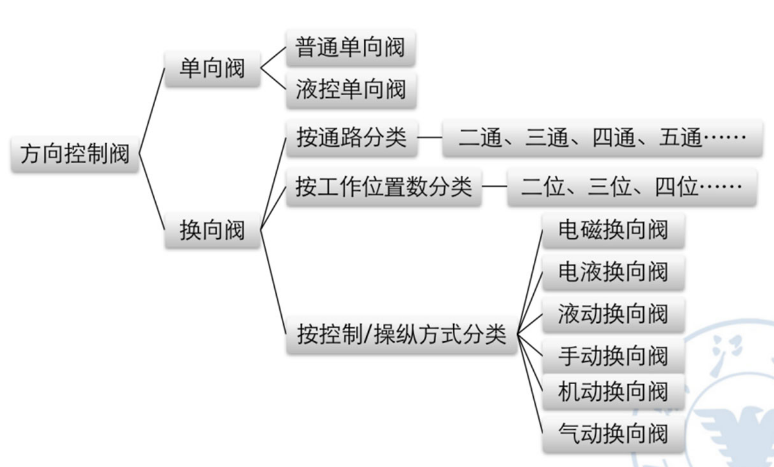 方向控制阀
单向阀
普通单向阀
液控单向阀
换向阀
按通路分类
二通、三通、四通、五通……
按工作位置数分类
二位、三位、四位……
按控制/操纵方式分类
电磁换向阀
电液换向阀
液动换向阀
手动换向阀
机动换向阀
气动换向阀